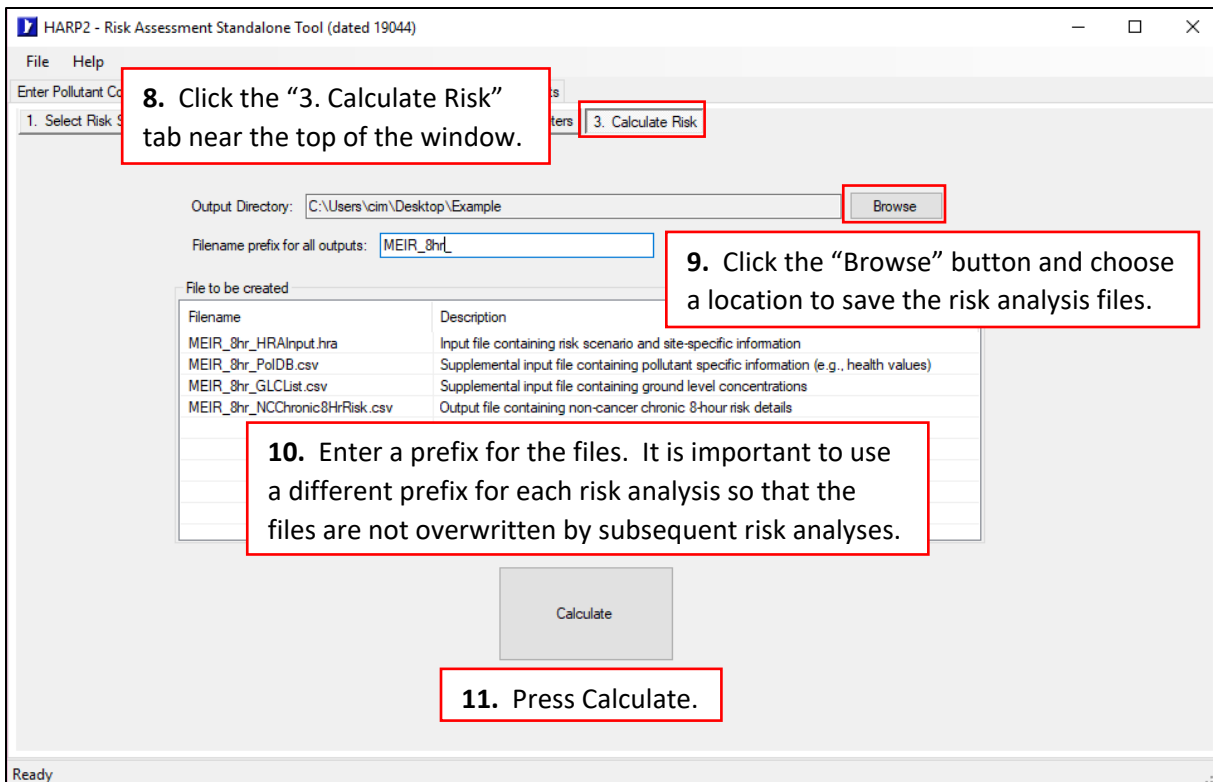 HARP2 - Risk Assessment Standalone Tool (dated 19044)
File Help
Enter Pollutant
8. Click the “3. Calculate Risk”
tab near the top of the window.
1. Select Risk
3. Calculate Risk
Output Directory: C:\Users\cim\Desktop\Example Browse
Filename prefix for all outputs: MEIR_8hr_
9. Click the “Browse” button and choose
a location to save the risk analysis files.
File to be created
Filename Description
MEIR_8hr_HRAInput.hra Input file containing risk scenario and site-specific information
MEIR_8hr_PolDB.csv Supplemental input file containing pollutant specific information (e.g., health values)
MEIR_8hr_GLCList.csv Supplemental input file containing ground level concentrations
MEIR_8hr_NCChronic8HrRisk.csv Output file containing non-cancer chronic 8-hour risk details
10. Enter a prefix for the files. It is important to use
a different prefix for each risk analysis so that the
files are not overwritten by subsequent risk analyses.
Calculate
11. Press Calculate.
Ready